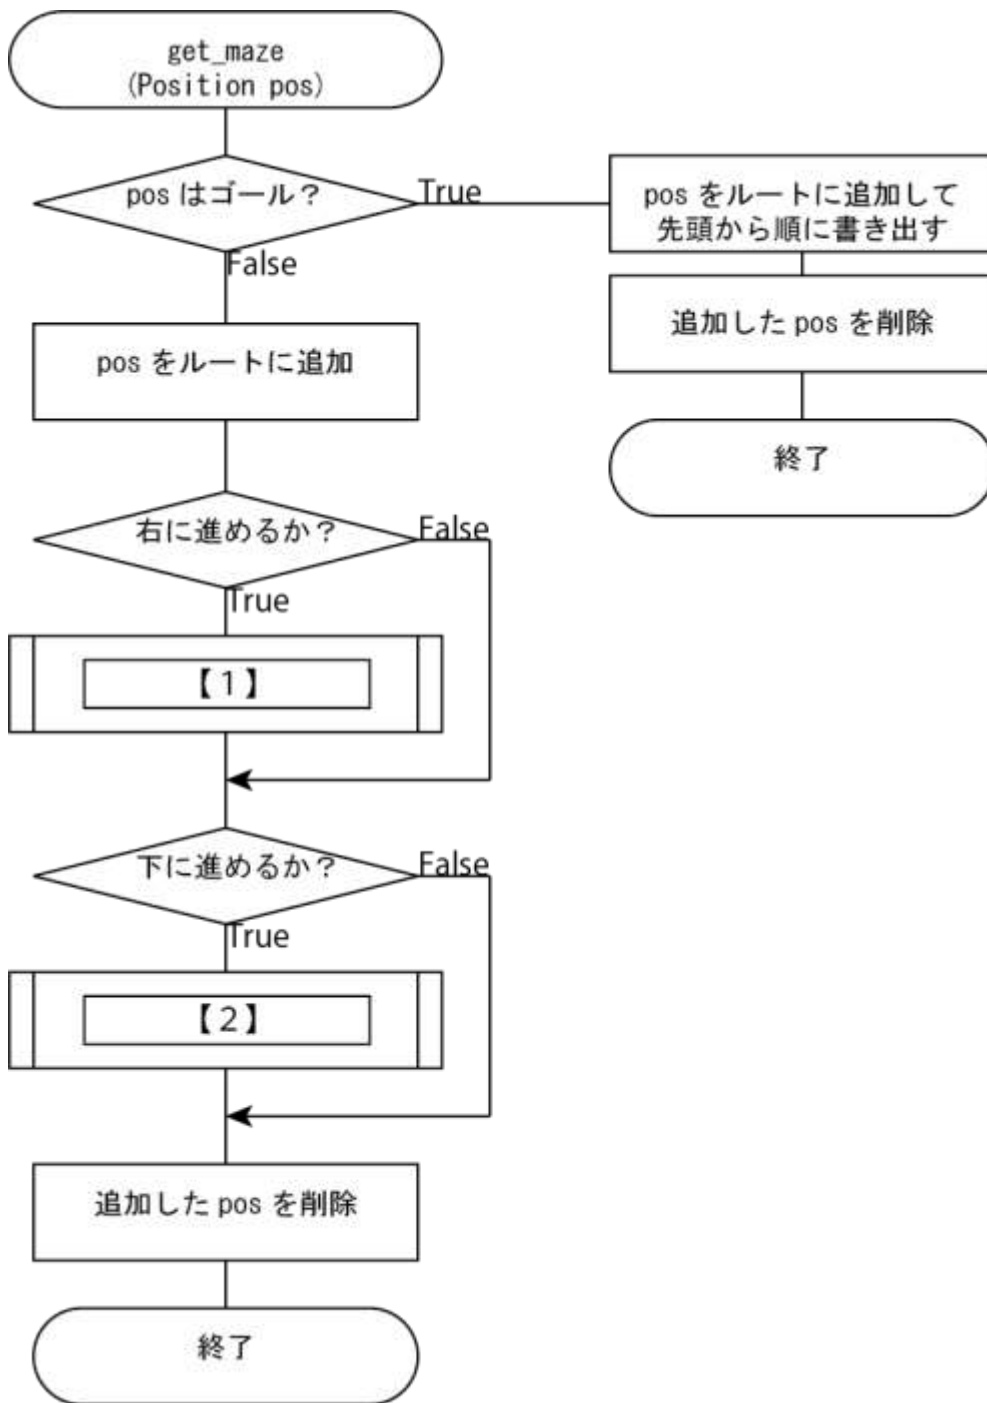 get_maze
(Position pos)
pos はゴール？
True
False
pos をルートに追加して
先頭から順に書き出す
追加した pos を削除
終了
pos をルートに追加
右に進めるか？
False
True
【1】
下に進めるか？
False
True
【2】
追加した pos を削除
終了